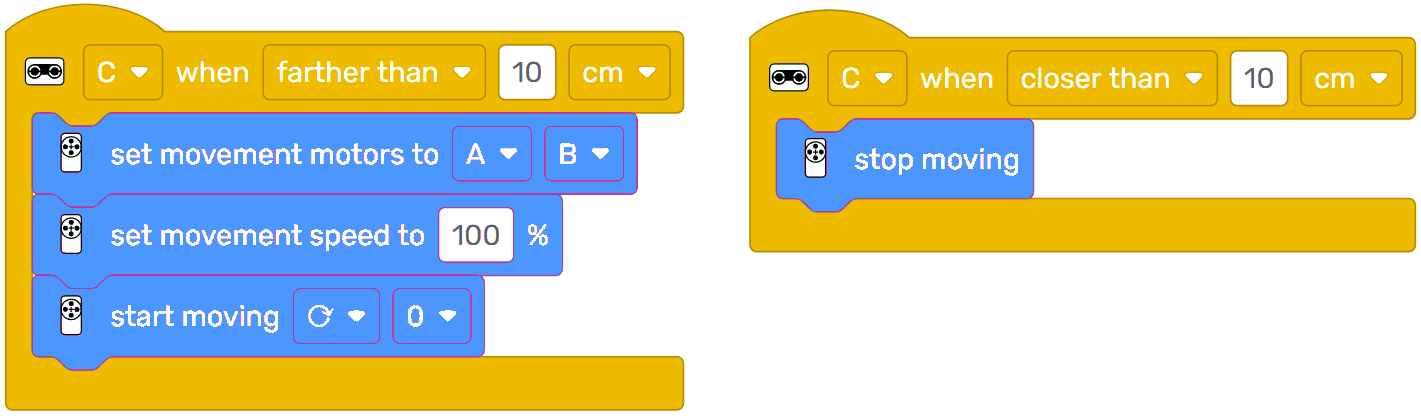 C when farther than 10 cm
set movement motors to A B
set movement speed to 100 %
start moving 0
C when closer than 10 cm
stop moving